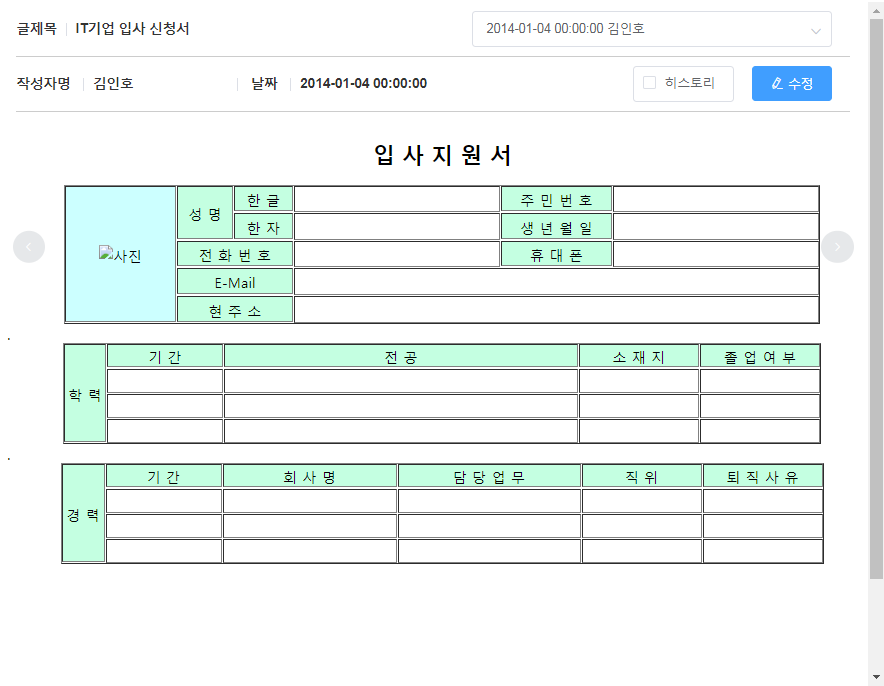 글제목 IT기업 입사 신청서 2014-01-04 00:00:00 김인호
작성자명 김인호 날짜 2014-01-04 00:00:00 히스토리 수정
입 사 지 원 서
사진 성 명 한 글 주 민 번 호
한 자 생 년 월 일
전 화 번 호 휴 대 폰
E-Mail
현 주 소
학 력 기 간 전 공 소 재 지 졸 업 여 부
경 력 기 간 회 사 명 담 당 업 무 직 위 퇴 직 사 유